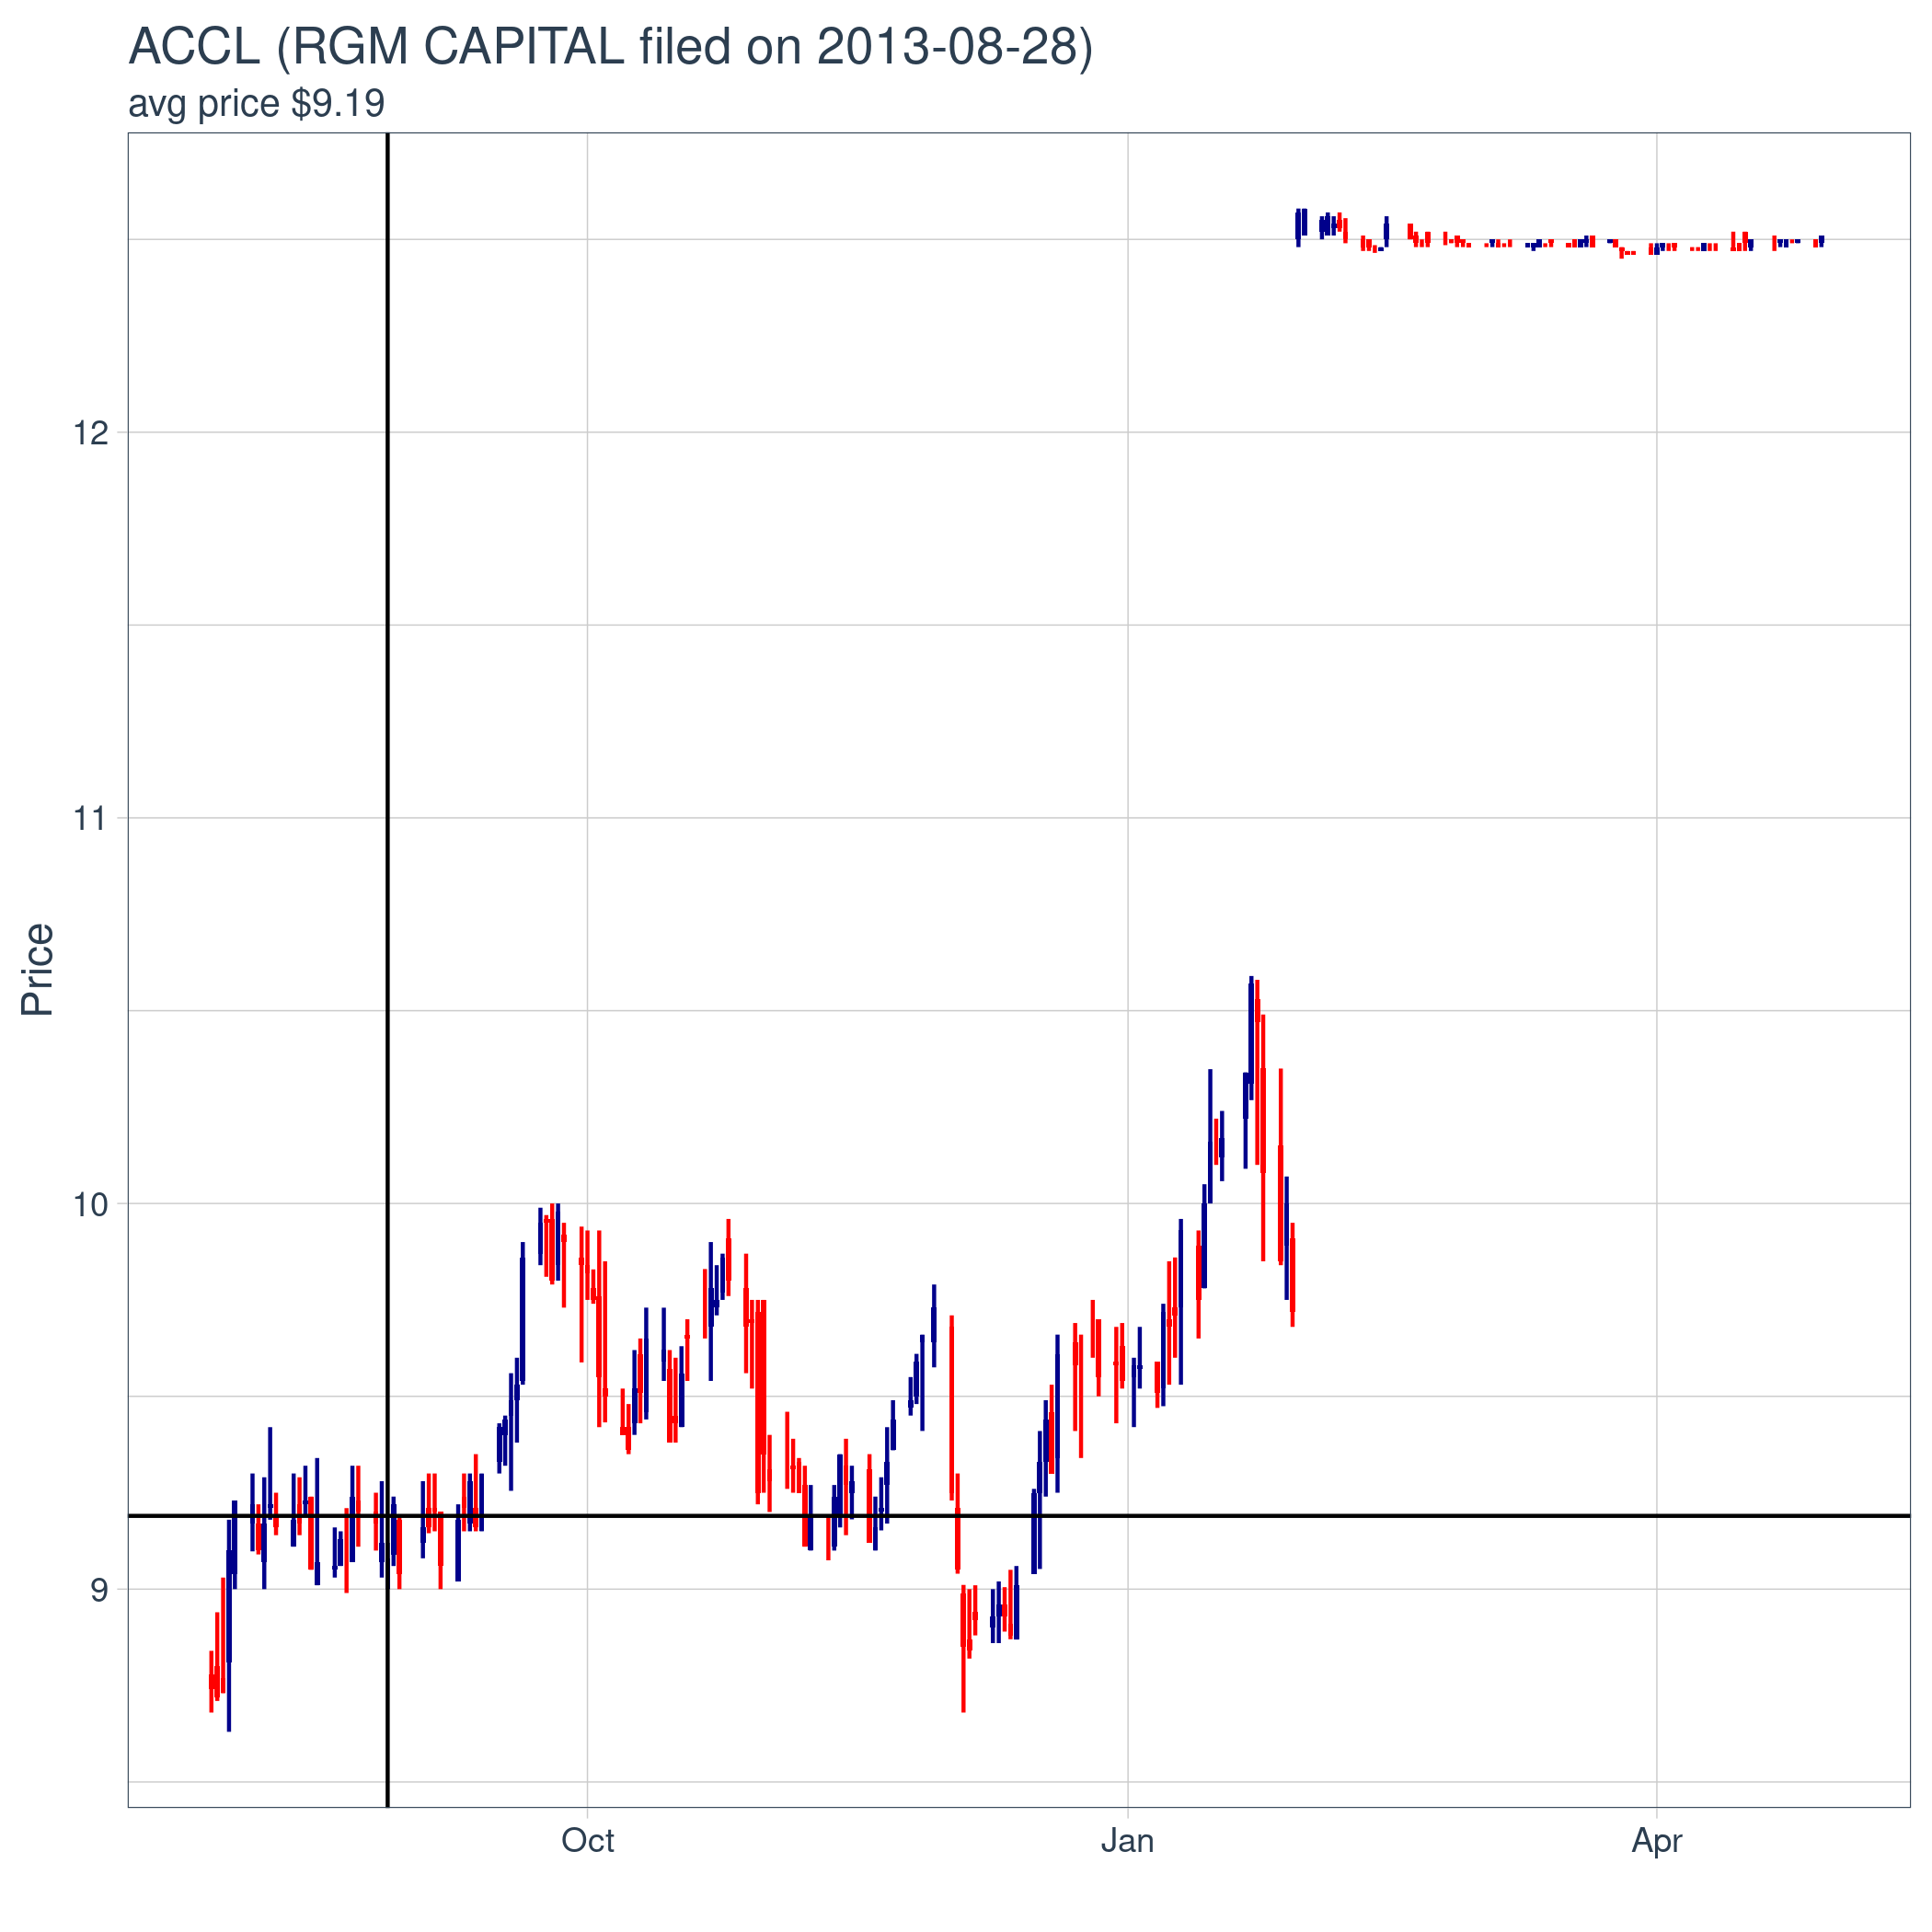 ACCL (RGM CAPITAL filed on 2013-08-28)
avg price $9.19
12
11
10
9
Price
Oct
Jan
Apr